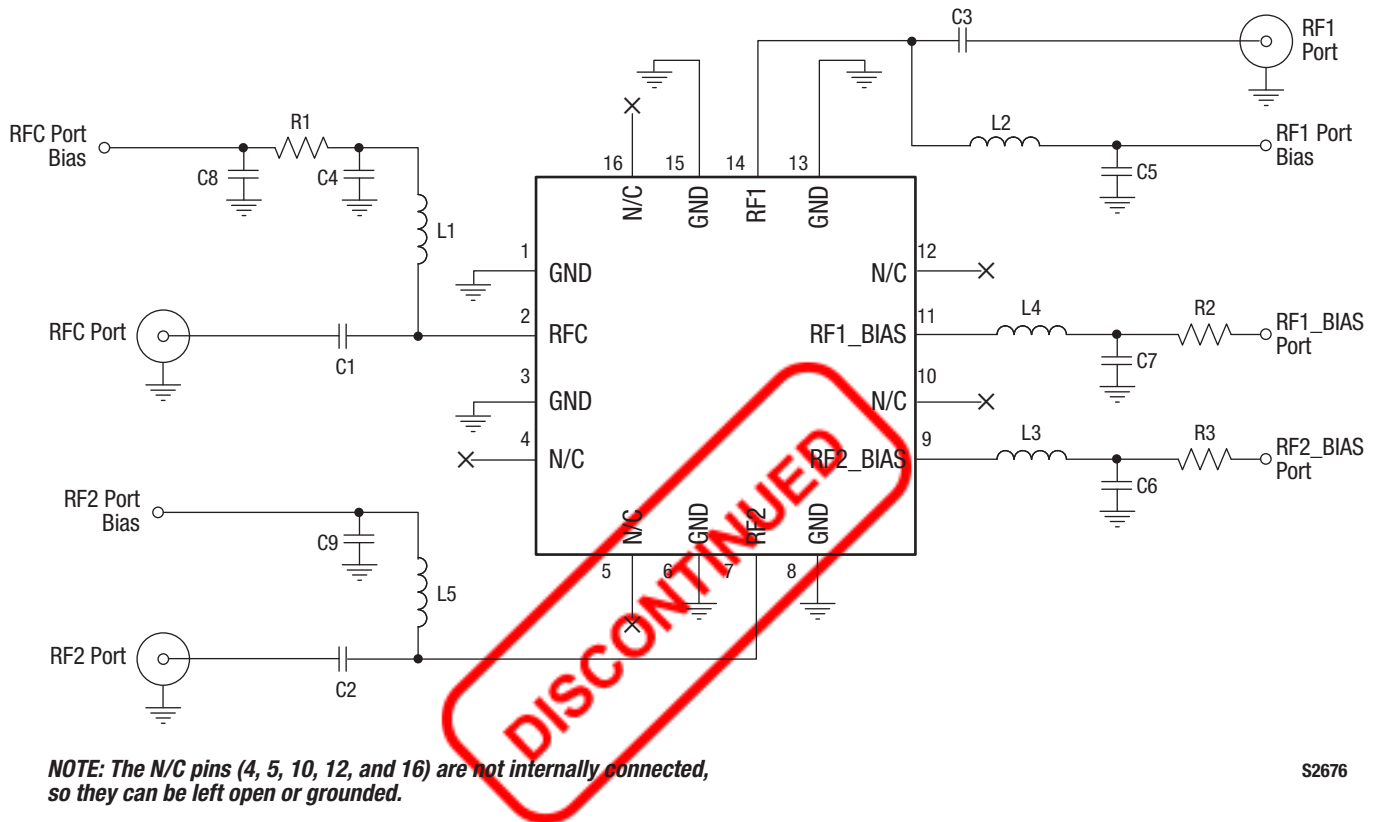 C3
RF1
Port
RFC Port
Bias
R1
C8
C4
L1
L2
RF1 Port
Bias
C5
16
15
14
13
N/C
GND
RF1
GND
1
GND
12
N/C
RFC Port
C1
2
RFC
11
RF1_BIAS
L4
R2
RF1_BIAS
Port
C7
3
GND
10
N/C
4
N/C
9
RF2_BIAS
L3
R3
RF2_BIAS
Port
C6
RF2 Port
Bias
C9
L5
N/C
GND
RF2
GND
5
6
7
8
RF2 Port
C2
DISCONTINUED
NOTE: The N/C pins (4, 5, 10, 12, and 16) are not internally connected,
so they can be left open or grounded.
S2676